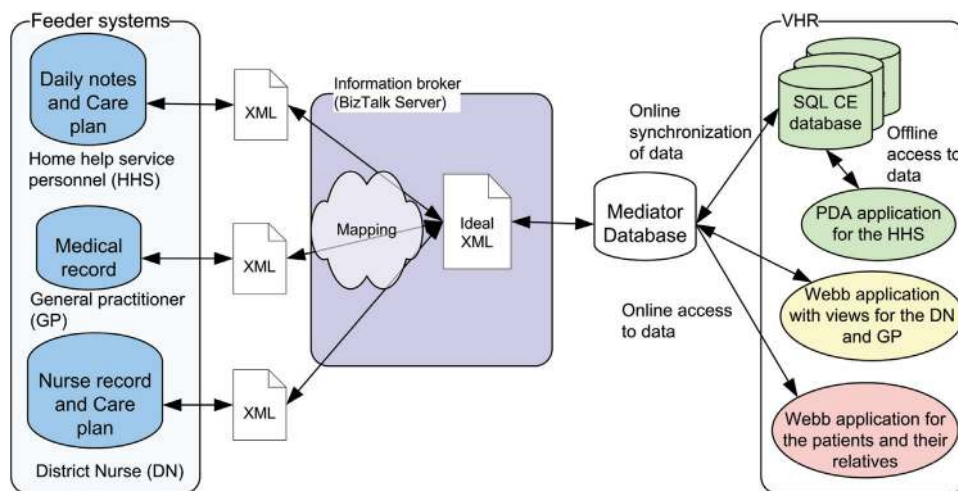 Feeder systems
Daily notes
and Care
plan
Home help service
personnel (HHS)
Medical
record
General practitioner
(GP)
Nurse record
and Care
plan
District Nurse (DN)
XML
XML
XML
Information broker
(BizTalk Server)
Mapping
Ideal
XML
Mediator
Database
Online
synchronization
of data
Online access
to data
VHR
SQL CE
database
Offline
access to
data
PDA application
for the HHS
Webb application
with views for the DN
and GP
Webb application for
the patients and their
relatives